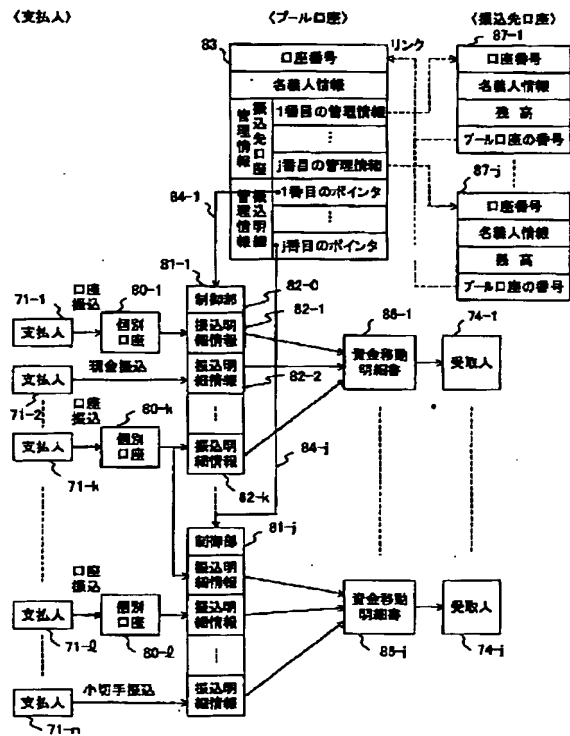 〈支払人〉
〈プール口座〉
〈振込先口座〉
83
リンク
87-1
口座番号
名義人情報
振込先口座管理情報
1番目の管理情報
⋮
j番目の管理情報
振込明細管理情報
1番目のポインタ
⋮
j番目のポインタ
口座番号
名義人情報
残高
プール口座の番号
87-j
口座番号
名義人情報
残高
プール口座の番号
84-1
81-1
制御部
82-0
82-1
振込明細情報
振込明細情報
82-2
⋮
振込明細情報
82-k
84-j
71-1
口座振込
80-1
支払人
個別口座
支払人
現金振込
71-2
口座振込
80-k
支払人
個別口座
71-k
85-1
資金移動明細書
74-1
受取人
81-j
制御部
振込明細情報
振込明細情報
⋮
振込明細情報
口座振込
支払人
個別口座
71-ℓ
80-ℓ
支払人
小切手振込
71-n
資金移動明細書
85-j
受取人
74-j